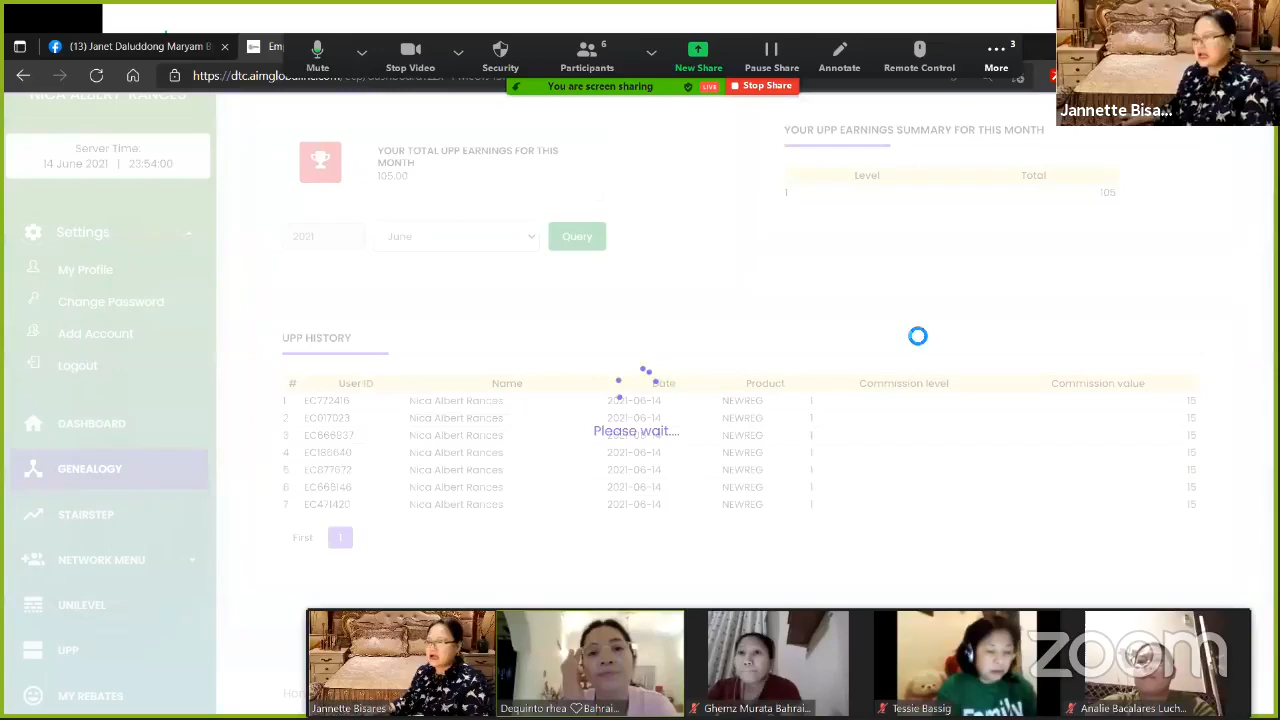 (13) Janet Daluddong Maryam B
Em
6
3
Mute
Stop Video
Security
Participants
New Share
Pause Share
Annotate
Remote Control
More
You are screen sharing
LIVE
Stop Share
Jannette Bisa...
NICA ALBERT RANCES
Server Time:
14 June 2021 | 23:54:00
Settings
My Profile
Change Password
Add Account
Logout
DASHBOARD
GENEALOGY
STAIRSTEP
NETWORK MENU
UNILEVEL
UPP
MY REBATES
YOUR TOTAL UPP EARNINGS FOR THIS
MONTH
105.00
2021
June
Query
YOUR UPP EARNINGS SUMMARY FOR THIS MONTH
Level Total
1 105
UPP HISTORY
# UserID Name Date Product Commission level Commission value
1 EC772416 Nica Albert Rances 2021-06-14 NEWREG 1 15
2 EC017023 Nica Albert Rances 2021-06-14 NEWREG 1 15
3 EC666837 Nica Albert Rances 2021-06-14 NEWREG 1 15
4 EC186640 Nica Albert Rances 2021-06-14 NEWREG 1 15
5 EC877672 Nica Albert Rances 2021-06-14 NEWREG 1 15
6 EC666146 Nica Albert Rances 2021-06-14 NEWREG 1 15
7 EC471420 Nica Albert Rances 2021-06-14 NEWREG 1 15
Please wait....
First 1
Jannette Bisares
Dequinto rhea ♡Bahrai...
Ghemz Murata Bahrai...
Tessie Bassig
Family
Analie Bacalares Luch...
zoom